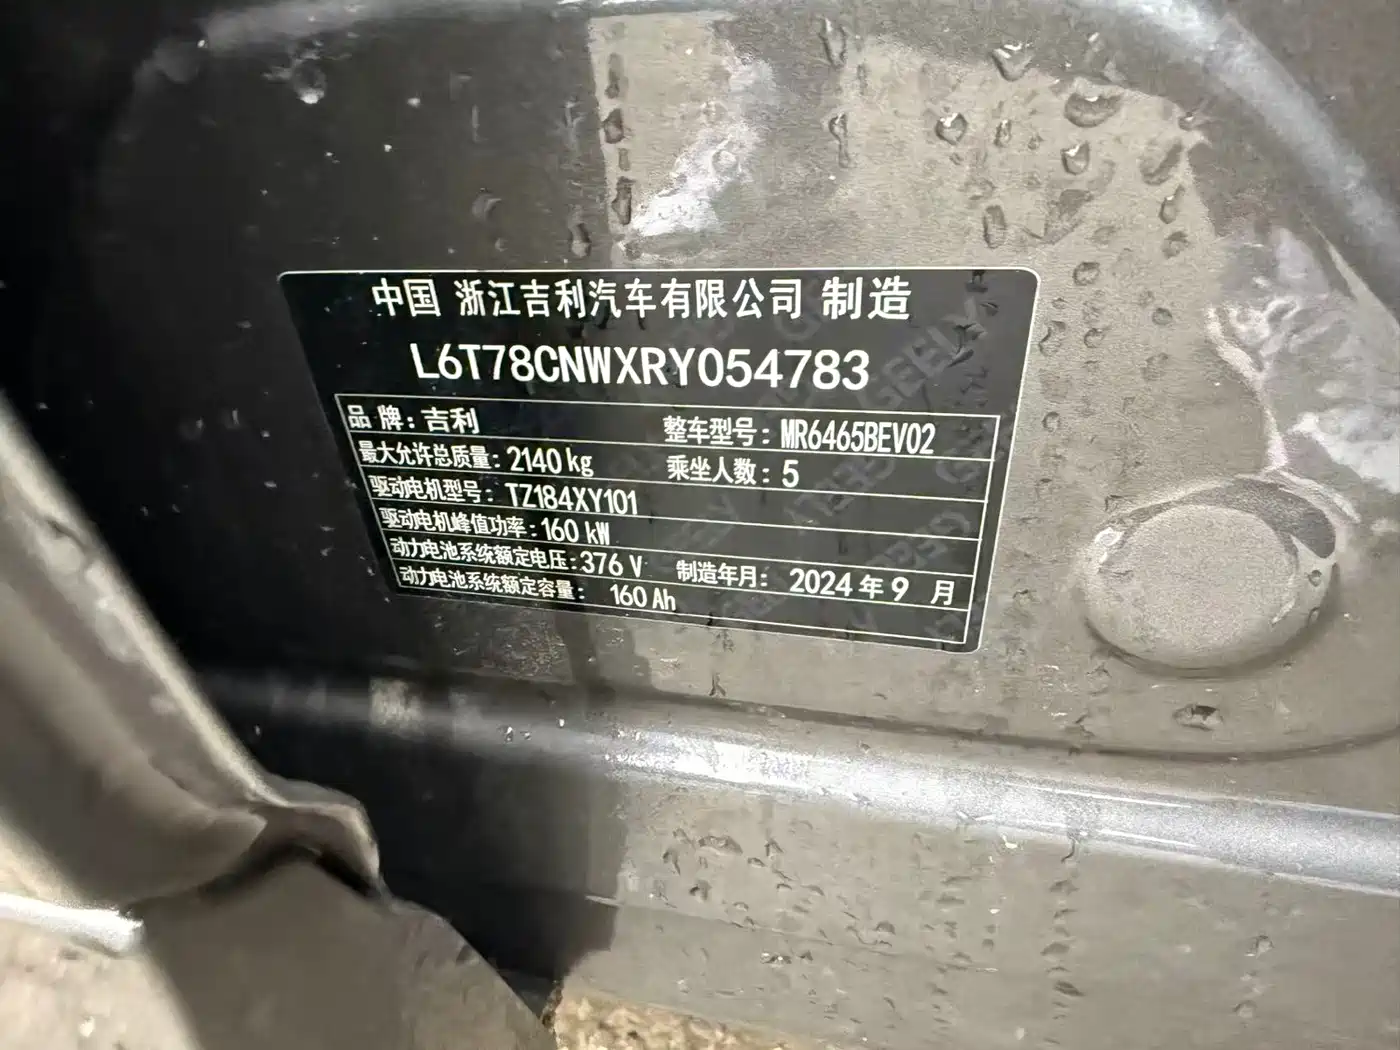 中国 浙江吉利汽车有限公司 制造
L6T78CNWXRY054783
品牌：吉利 整车型号：MR6465BEV02
最大允许总质量：2140 kg 乘坐人数：5
驱动电机型号：TZ184XY101
驱动电机峰值功率：160 kW
动力电池系统额定电压：376 V 制造年月：2024 年 9 月
动力电池系统额定容量：160 Ah